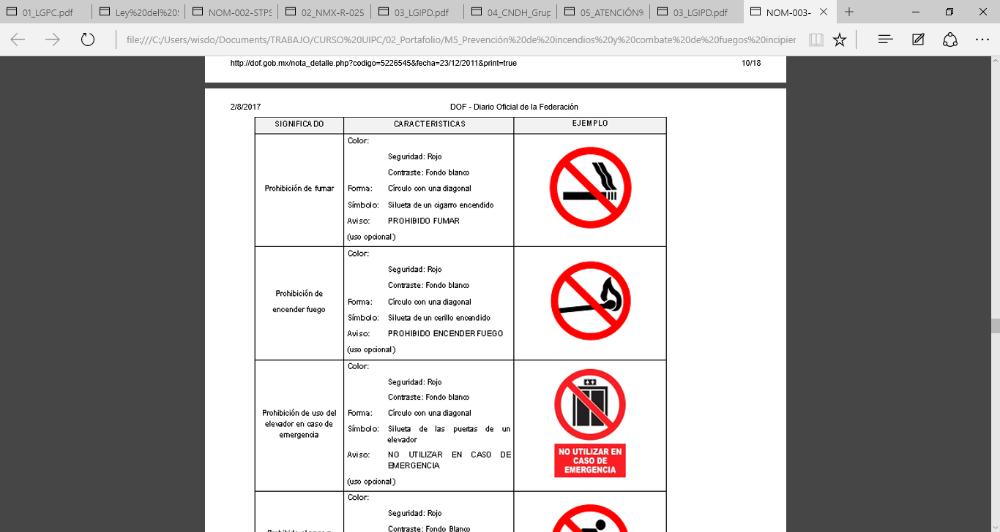 01_LGPC.pdf
Ley%20del%20
NOM-002-STPS
02_NMX-R-025
03_LGIPD.pdf
04_CNDH_Grup
05_ATENCIÓN%
03_LGIPD.pdf
NOM-003-
file:///C:/Users/wisdo/Documents/TRABAJO/CURSO%20UIPC/02_Portafolio/M5_Prevención%20de%20incendios%20y%20combate%20de%20fuegos%20incipier
http://dof.gob.mx/nota_detalle.php?codigo=5226545&fecha=23/12/2011&print=true
10/18
2/8/2017
DOF - Diario Oficial de la Federación
SIGNIFICADO
CARACTERISTICAS
EJEMPLO
Prohibición de fumar
Color:
Seguridad: Rojo
Contraste: Fondo blanco
Forma: Círculo con una diagonal
Símbolo: Silueta de un cigarro encendido
Aviso: PROHIBIDO FUMAR
(uso opcional)
Prohibición de
encender fuego
Color:
Seguridad: Rojo
Contraste: Fondo blanco
Forma: Círculo con una diagonal
Símbolo: Silueta de un cerillo encendido
Aviso: PROHIBIDO ENCENDER FUEGO
(uso opcional)
Prohibición de uso del
elevador en caso de
emergencia
Color:
Seguridad: Rojo
Contraste: Fondo blanco
Forma: Círculo con una diagonal
Símbolo: Silueta de las puertas de un
elevador
Aviso: NO UTILIZAR EN CASO DE
EMERGENCIA
(uso opcional)
NO UTILIZAR EN
CASO DE
EMERGENCIA
Color:
Seguridad: Rojo
Contraste: Fondo Blanco